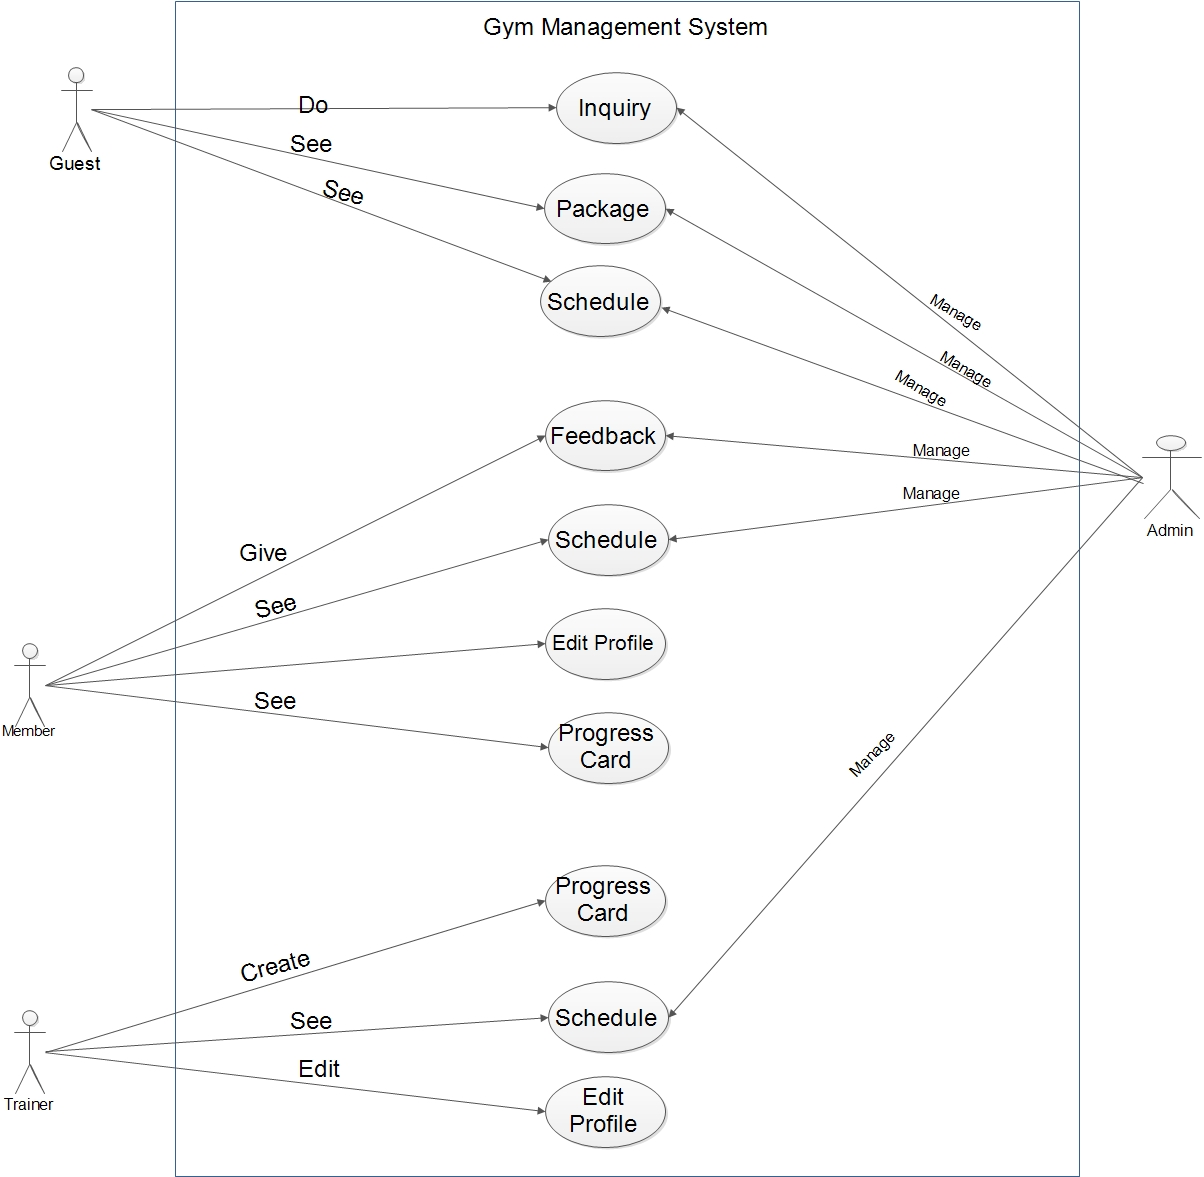 Gym Management System
Do
Inquiry
See
Guest
Package
See
Schedule
Manage
Manage
Manage
Feedback
Manage
Manage
Admin
Give
Schedule
See
Edit Profile
See
Member
Progress
Card
Manage
Progress
Card
Create
See
Schedule
Edit
Trainer
Edit
Profile